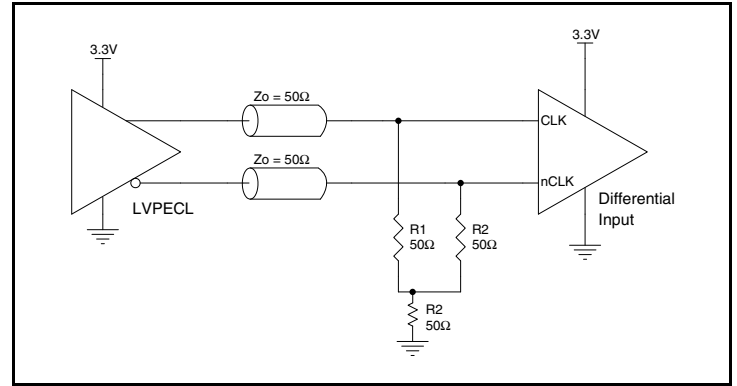 3.3V
3.3V
Zo = 50Ω
CLK
Zo = 50Ω
nCLK
LVPECL
Differential
Input
R1
50Ω
R2
50Ω
R2
50Ω